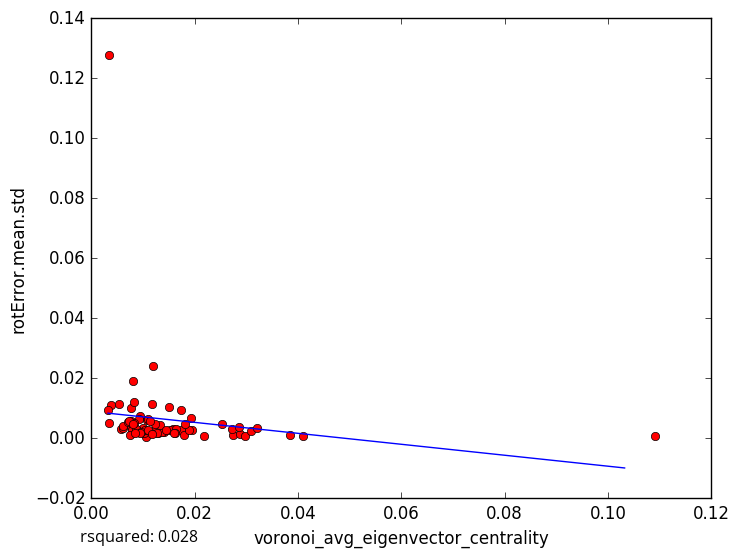 0.14
0.12
0.10
0.08
0.06
0.04
0.02
0.00
−0.02
rotError.mean.std
0.00 0.02 0.04 0.06 0.08 0.10 0.12
rsquared: 0.028
voronoi_avg_eigenvector_centrality